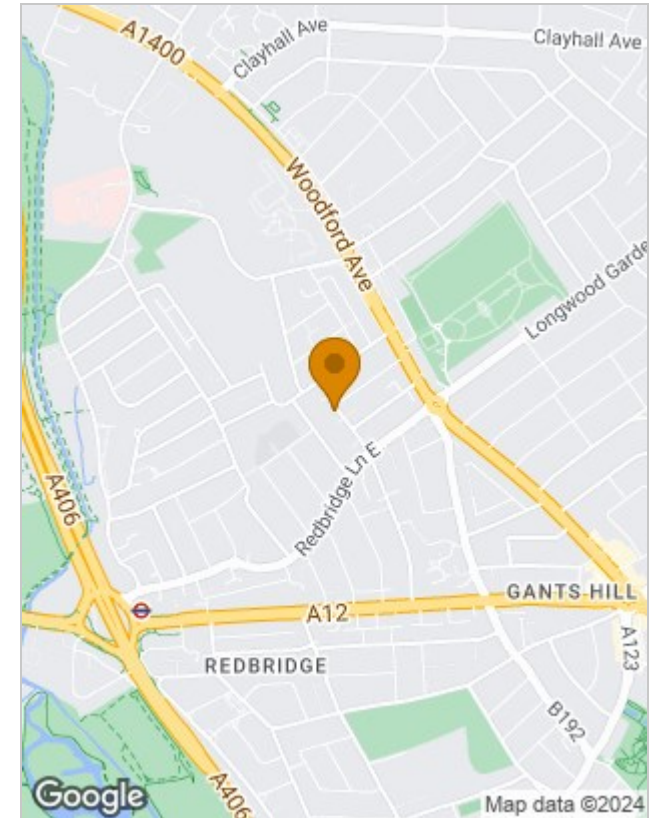 A1400
Clayhall Ave
Clayhall Ave
Woodford Ave
Longwood Garde
Redbridge Ln E
A406
A12
GANTS HILL
A123
REDBRIDGE
B192
A406
Google
Map data ©2024